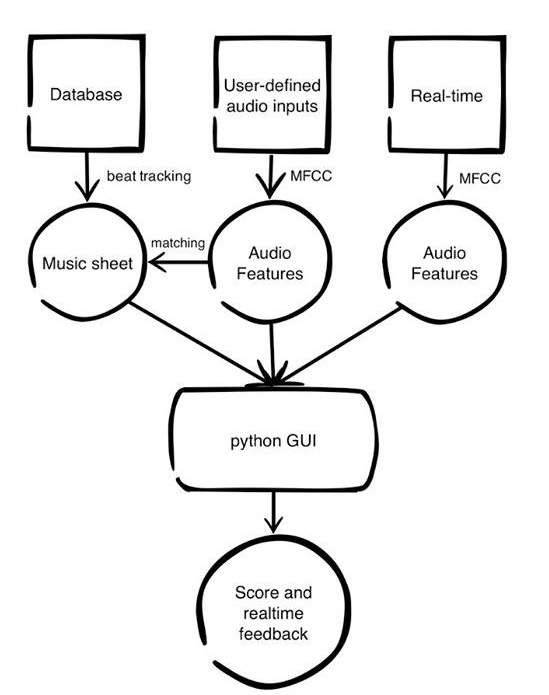 Database
User-defined
audio inputs
Real-time
beat tracking
MFCC
MFCC
Music sheet
matching
Audio
Features
Audio
Features
python GUI
Score and
realtime
feedback